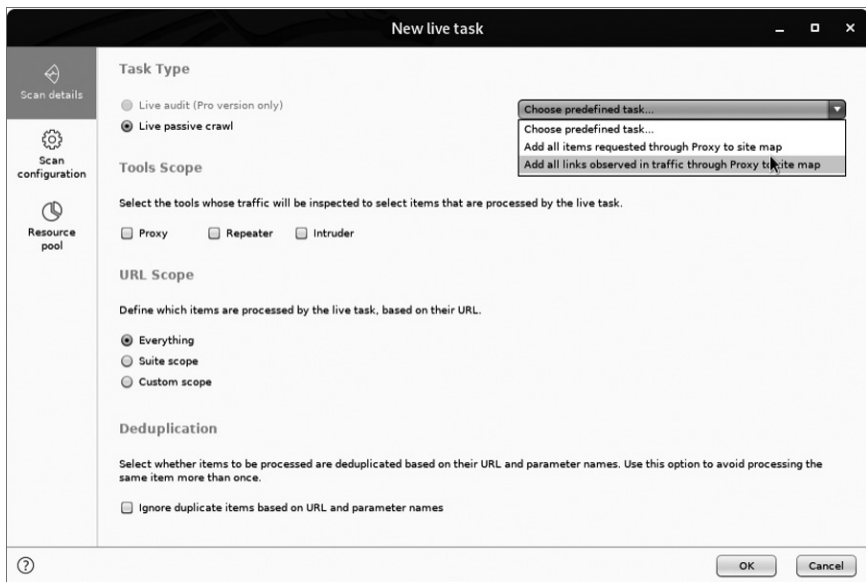 New live task
Scan details
Scan
configuration
Resource
pool
Task Type
Live audit (Pro version only)
Live passive crawl
Choose predefined task...
Choose predefined task...
Add all items requested through Proxy to site map
Add all links observed in traffic through Proxy to site map
Tools Scope
Select the tools whose traffic will be inspected to select items that are processed by the live task.
Proxy Repeater Intruder
URL Scope
Define which items are processed by the live task, based on their URL.
Everything
Suite scope
Custom scope
Deduplication
Select whether items to be processed are deduplicated based on their URL and parameter names. Use this option to avoid processing the
same item more than once.
Ignore duplicate items based on URL and parameter names
? OK Cancel